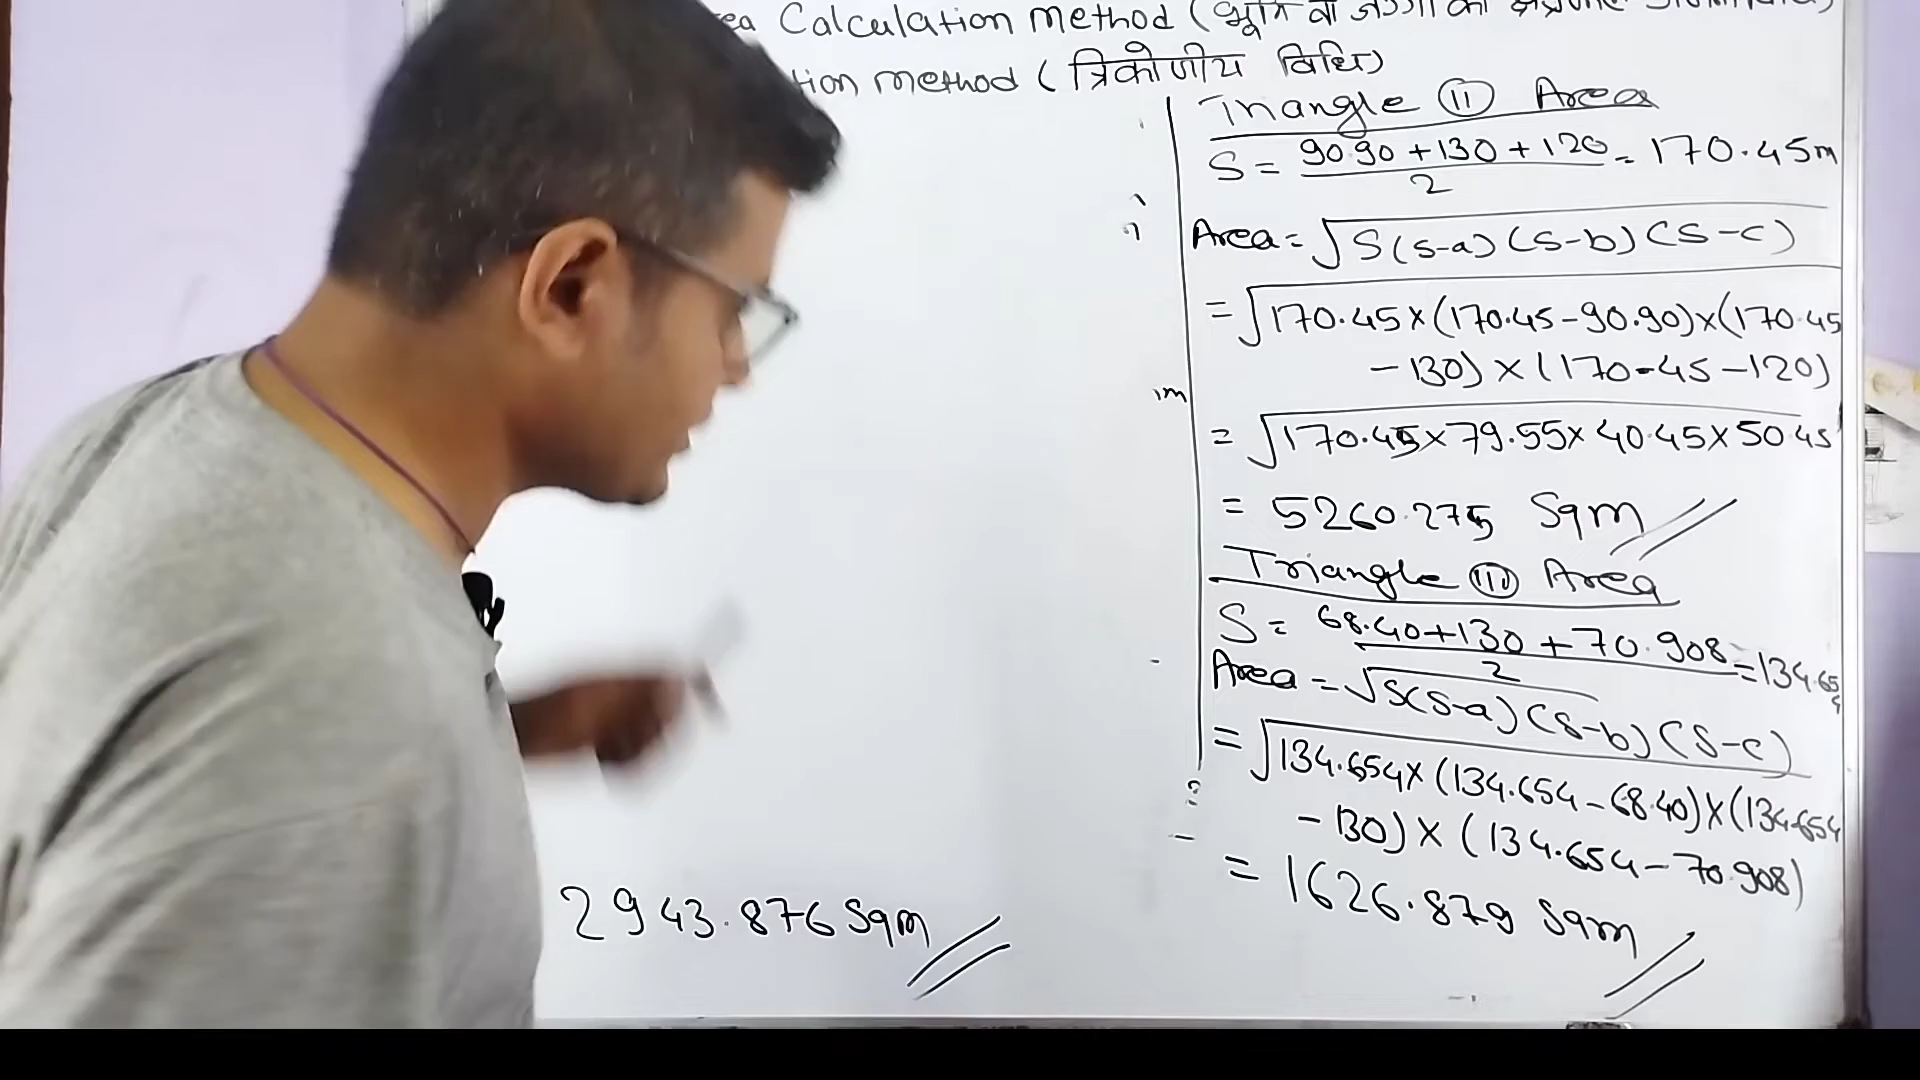 ea Calculation Method (भूमि वा जग्गा को
tion method (त्रिकोणीय विधि)
Triangle (II) Area
S = 90.90 + 130 + 120 / 2 = 170.45m
Area = √S(s-a)(s-b)(s-c)
= √170.45×(170.45-90.90)×(170.45
-130)×(170.45-120)
= √170.45×79.55×40.45×50.45
= 5260.275 Sqm
Triangle (III) Area
S = 68.40+130+70.908 / 2 = 134.654
Area = √S(S-a)(S-b)(S-c)
= √134.654×(134.654-68.40)×(134.654
-130)×(134.654-70.908)
= 1626.879 Sqm
2943.876 Sqm
m